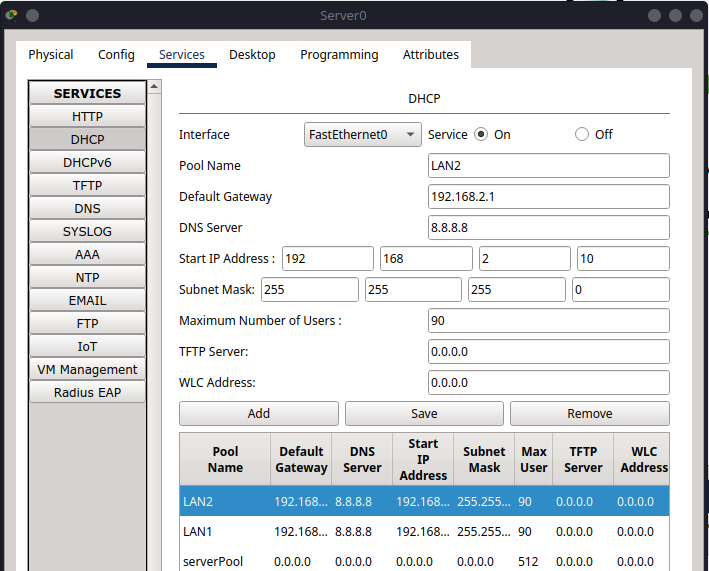 Server0
Physical Config Services Desktop Programming Attributes
SERVICES
HTTP
DHCP
DHCPv6
TFTP
DNS
SYSLOG
AAA
NTP
EMAIL
FTP
IoT
VM Management
Radius EAP
DHCP
Interface FastEthernet0 Service On Off
Pool Name LAN2
Default Gateway 192.168.2.1
DNS Server 8.8.8.8
Start IP Address : 192 168 2 10
Subnet Mask: 255 255 255 0
Maximum Number of Users : 90
TFTP Server: 0.0.0.0
WLC Address: 0.0.0.0
Add Save Remove
Pool Name Default Gateway DNS Server Start IP Address Subnet Mask Max User TFTP Server WLC Address
LAN2 192.168... 8.8.8.8 192.168... 255.255... 90 0.0.0.0 0.0.0.0
LAN1 192.168... 8.8.8.8 192.168... 255.255... 90 0.0.0.0 0.0.0.0
serverPool 0.0.0.0 0.0.0.0 0.0.0.0 0.0.0.0 512 0.0.0.0 0.0.0.0